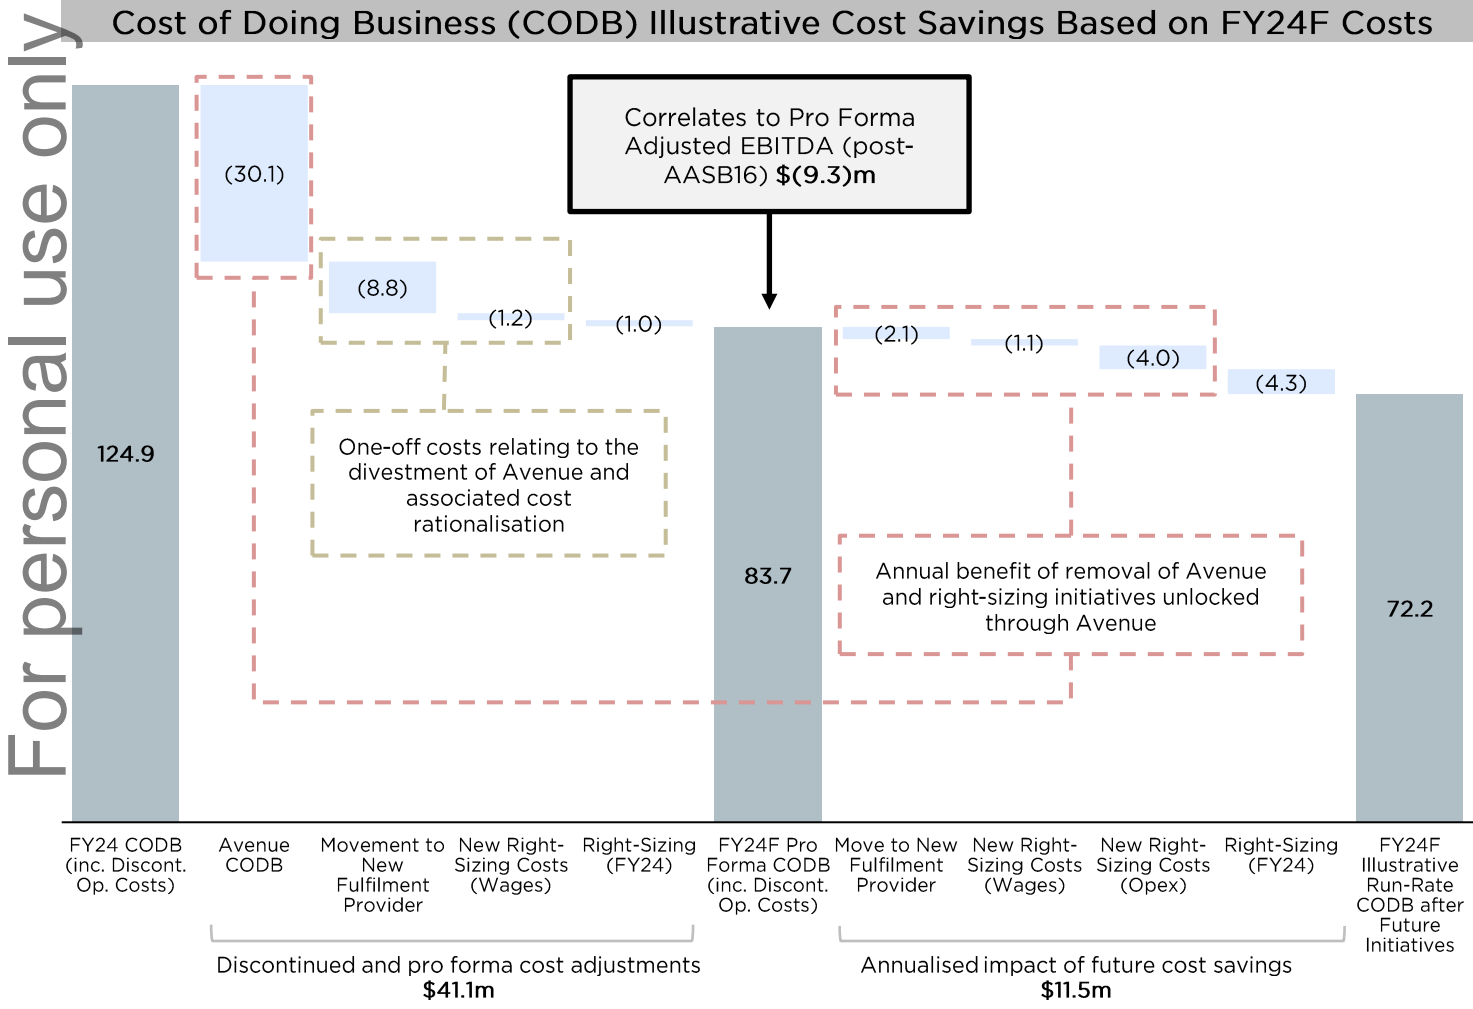 Cost of Doing Business (CODB) Illustrative Cost Savings Based on FY24F Costs
For personal use only
Correlates to Pro Forma
Adjusted EBITDA (post-
AASB16) $(9.3)m
(30.1)
(8.8)
(1.2)
(1.0)
(2.1)
(1.1)
(4.0)
(4.3)
124.9
One-off costs relating to the
divestment of Avenue and
associated cost
rationalisation
83.7
Annual benefit of removal of Avenue
and right-sizing initiatives unlocked
through Avenue
72.2
FY24 CODB
(inc. Discont.
Op. Costs)
Avenue
CODB
Movement to
New
Fulfilment
Provider
New Right-
Sizing Costs
(Wages)
Right-Sizing
(FY24)
FY24F Pro
Forma CODB
(inc. Discont.
Op. Costs)
Move to New
Fulfilment
Provider
New Right-
Sizing Costs
(Wages)
New Right-
Sizing Costs
(Opex)
Right-Sizing
(FY24)
FY24F
Illustrative
Run-Rate
CODB after
Future
Initiatives
Discontinued and pro forma cost adjustments
$41.1m
Annualised impact of future cost savings
$11.5m